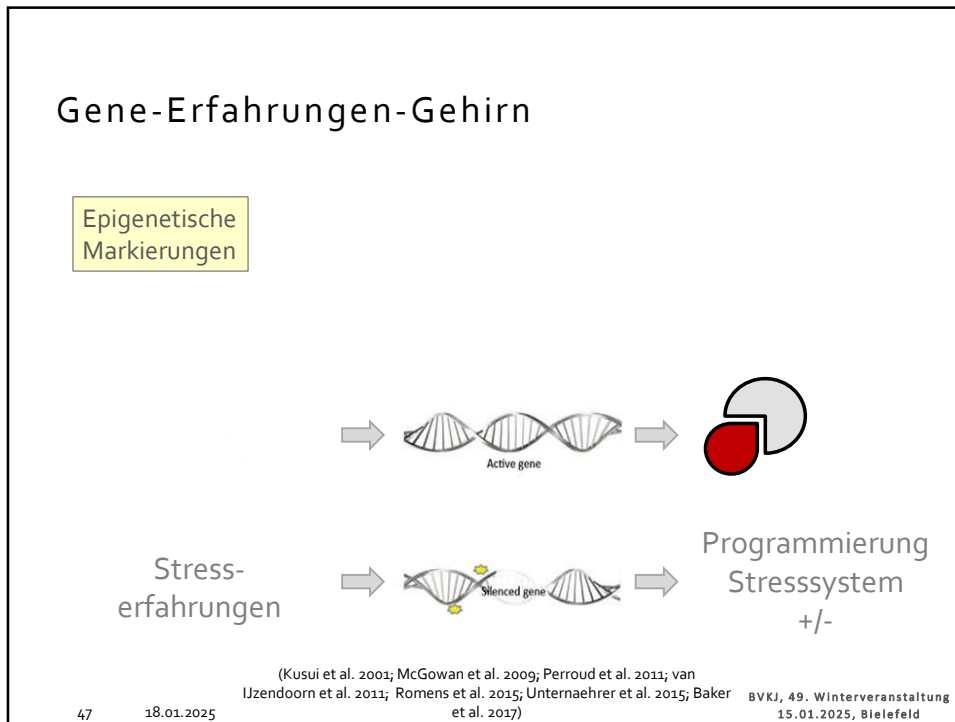 Gene-Erfahrungen-Gehirn
Epigenetische
Markierungen
Active gene
Stress-
erfahrungen
Silenced gene
Programmierung
Stresssystem
+/-
(Kusui et al. 2001; McGowan et al. 2009; Perroud et al. 2011; van
IJzendoorn et al. 2011; Romens et al. 2015; Unternaehrer et al. 2015; Baker
et al. 2017)
47
18.01.2025
BVKJ, 49. Winterveranstaltung
15.01.2025, Bielefeld